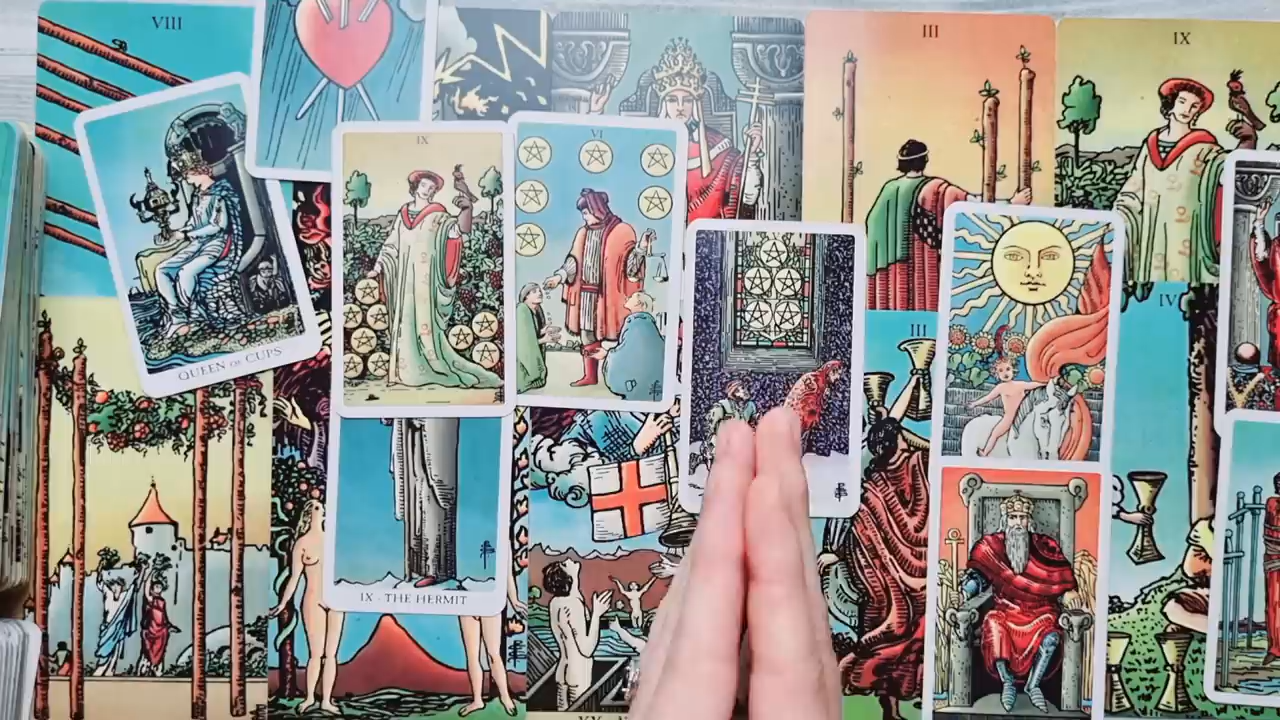 VIII
III
IX
IX
VI
III
IV
QUEEN OF CUPS
IX - THE HERMIT